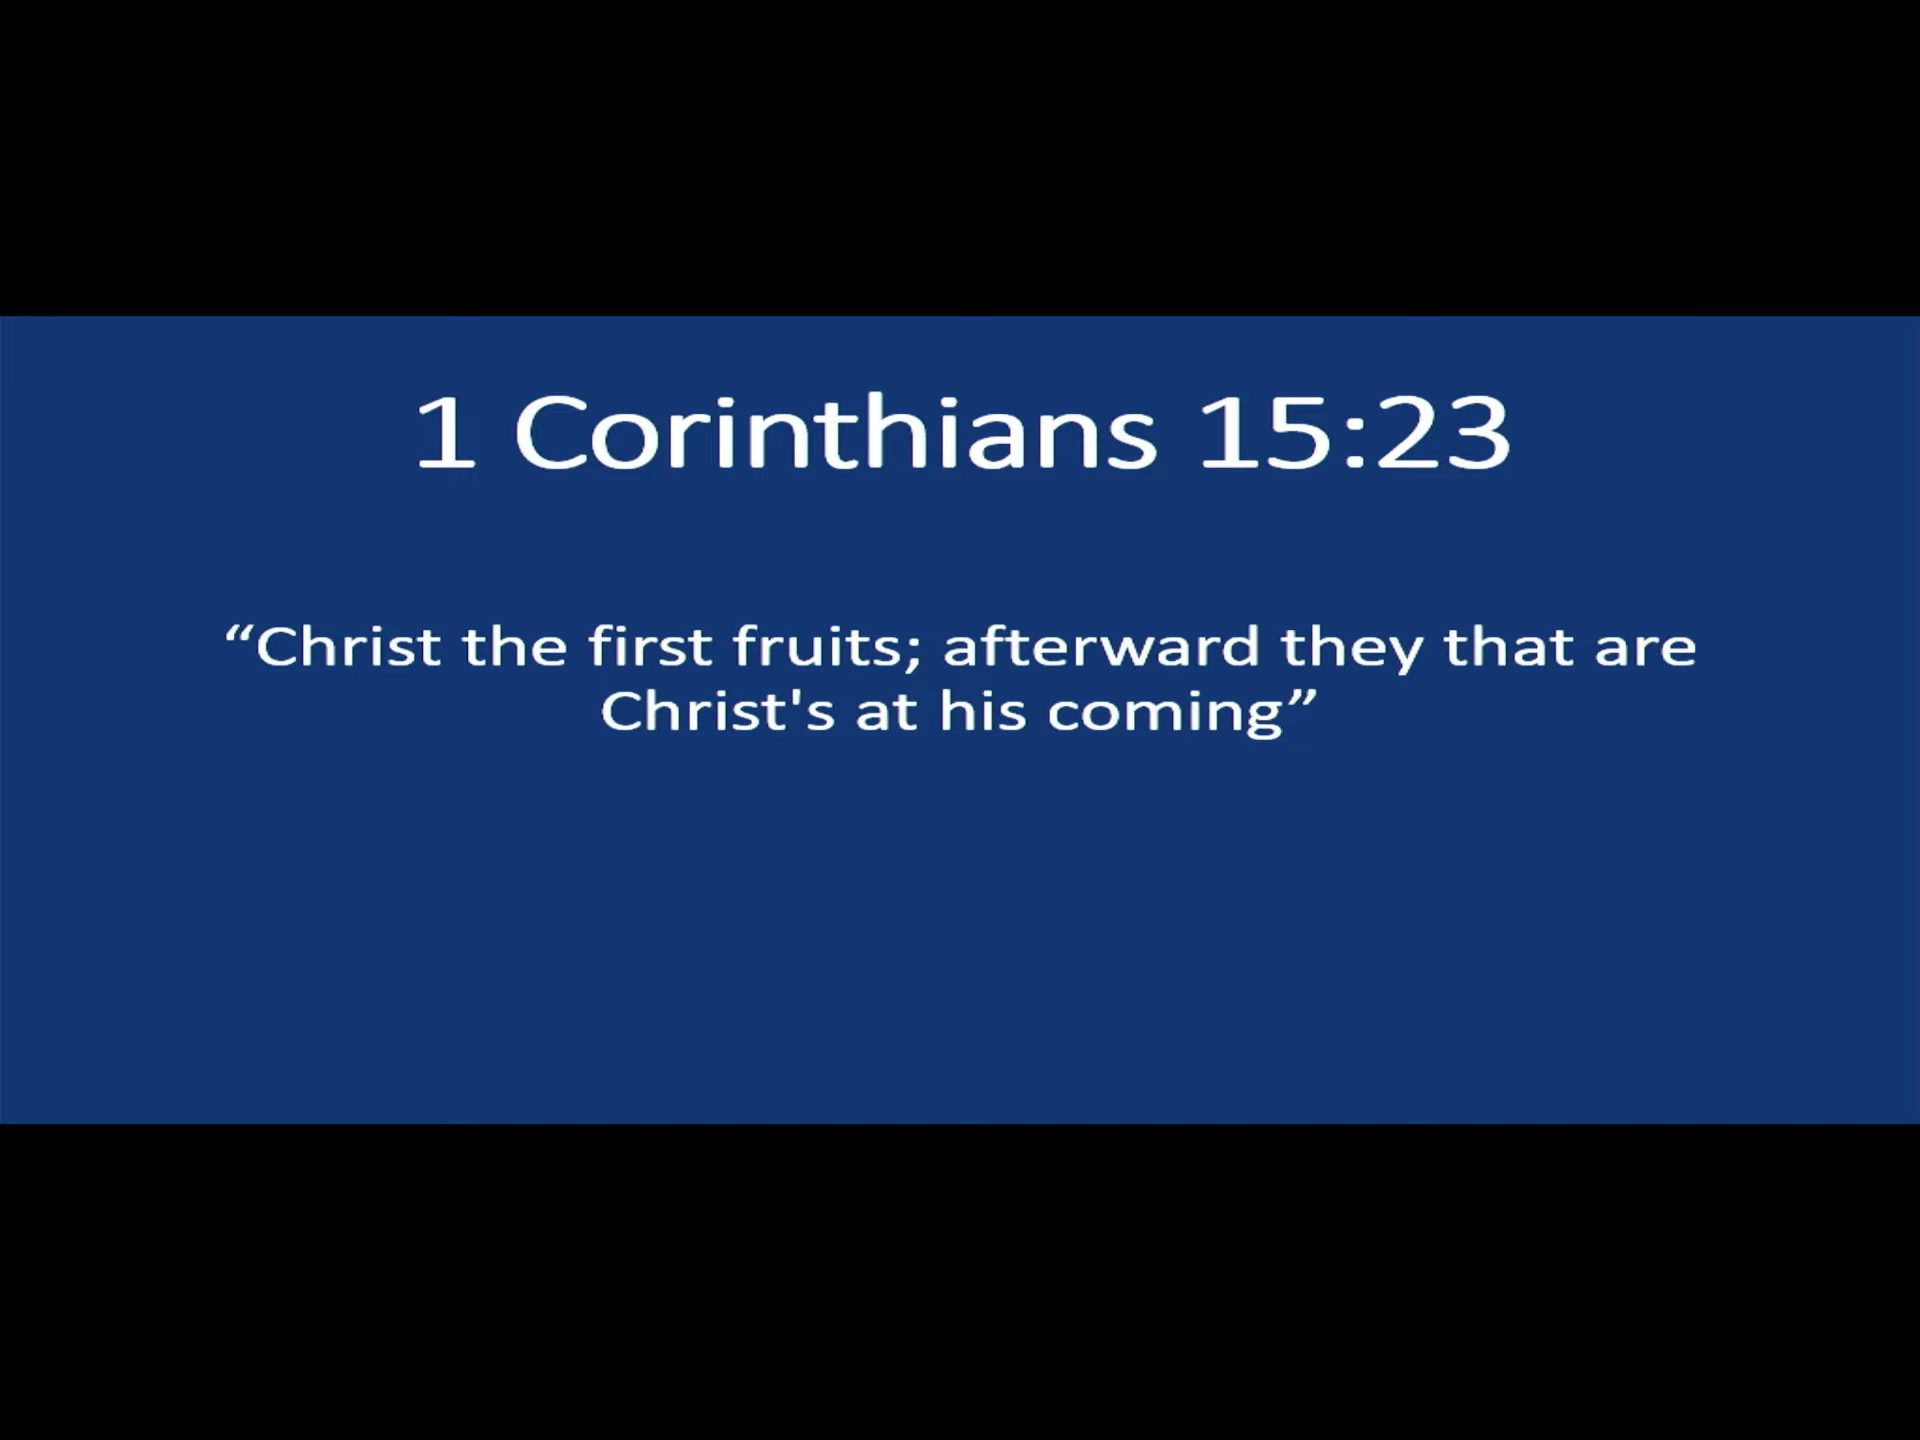 1 Corinthians 15:23
“Christ the first fruits; afterward they that are
Christ's at his coming”